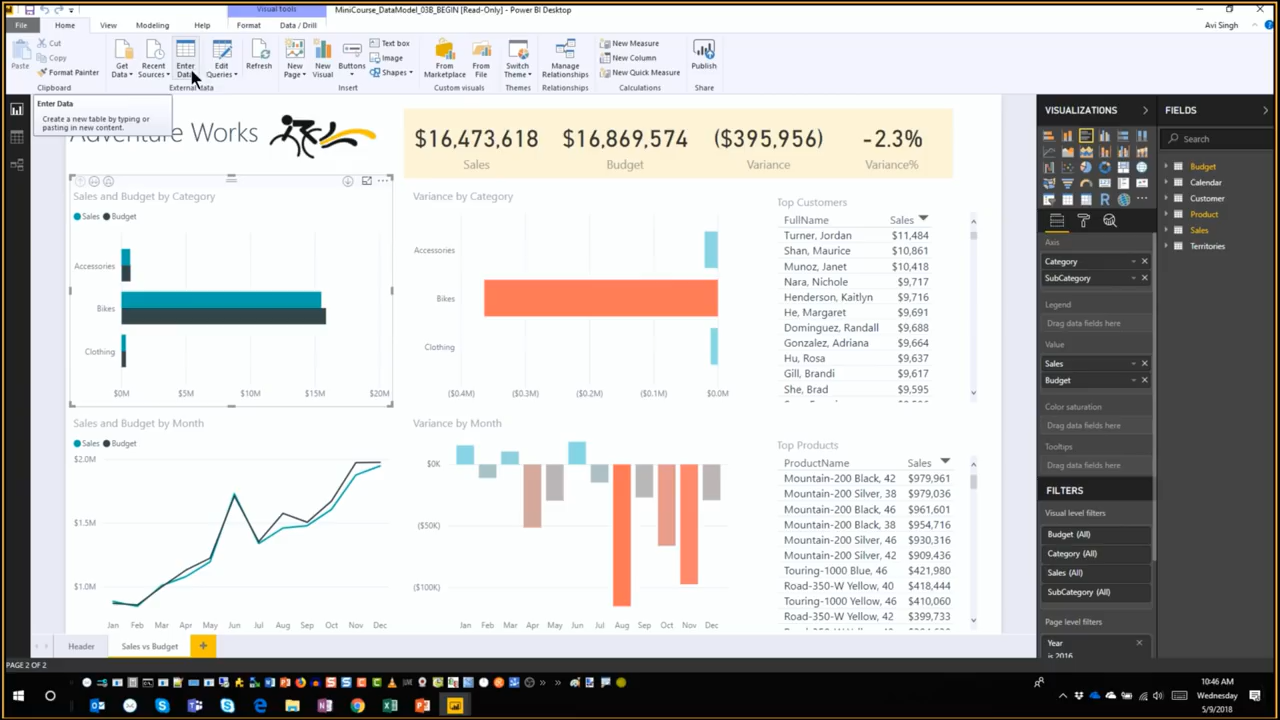 MiniCourse_DataModel_03B_BEGIN [Read-Only] - Power BI Desktop
Visual tools
File Home View Modeling Help Format Data / Drill
Avi Singh
Paste
Cut
Copy
Format Painter
Clipboard
Get Data
Recent Sources
Enter Data
Edit Queries
Refresh
External data
New Page
New Visual
Buttons
Text box
Image
Shapes
Insert
From Marketplace
From File
Custom visuals
Switch Theme
Themes
Manage Relationships
Relationships
New Measure
New Column
New Quick Measure
Calculations
Publish
Share
Enter Data
Create a new table by typing or
pasting in new content.
Adventure Works
$16,473,618 $16,869,574 ($395,956) -2.3%
Sales Budget Variance Variance%
Sales and Budget by Category
Sales Budget
Accessories
Bikes
Clothing
$0M $5M $10M $15M $20M
Variance by Category
Accessories
Bikes
Clothing
($0.4M) ($0.3M) ($0.2M) ($0.1M) $0.0M
Top Customers
FullName Sales
Turner, Jordan $11,484
Shan, Maurice $10,861
Munoz, Janet $10,418
Nara, Nichole $9,717
Henderson, Kaitlyn $9,716
He, Margaret $9,691
Dominguez, Randall $9,688
Gonzalez, Adriana $9,664
Hu, Rosa $9,637
Gill, Brandi $9,617
She, Brad $9,595
Sales and Budget by Month
Sales Budget
$2.0M
$1.5M
$1.0M
Jan Feb Mar Apr May Jun Jul Aug Sep Oct Nov Dec
Variance by Month
$0K
($50K)
($100K)
Jan Feb Mar Apr May Jun Jul Aug Sep Oct Nov Dec
Top Products
ProductName Sales
Mountain-200 Black, 42 $979,961
Mountain-200 Silver, 38 $979,036
Mountain-200 Black, 46 $961,601
Mountain-200 Black, 38 $954,716
Mountain-200 Silver, 46 $930,316
Mountain-200 Silver, 42 $909,436
Touring-1000 Blue, 46 $421,980
Road-350-W Yellow, 40 $418,444
Touring-1000 Yellow, 46 $410,060
Road-350-W Yellow, 42 $399,733
VISUALIZATIONS
Axis
Category
SubCategory
Legend
Drag data fields here
Value
Sales
Budget
Color saturation
Drag data fields here
Tooltips
Drag data fields here
FILTERS
Visual level filters
Budget (All)
Category (All)
Sales (All)
SubCategory (All)
Page level filters
Year
is 2016
FIELDS
Search
Budget
Calendar
Customer
Product
Sales
Territories
Header Sales vs Budget
PAGE 2 OF 2
10:46 AM
Wednesday
5/9/2018